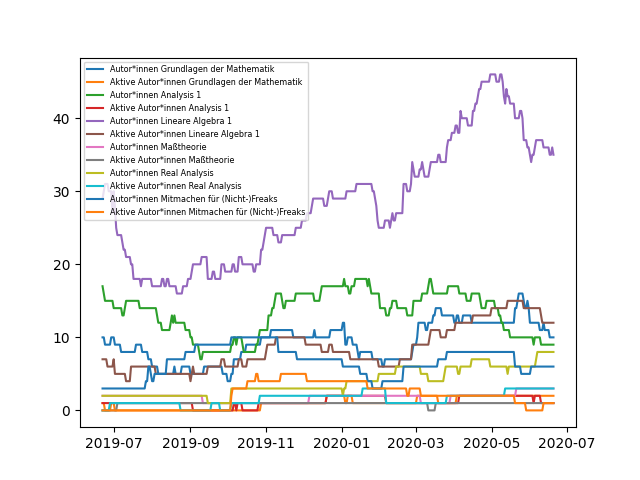 Autor*innen Grundlagen der Mathematik
Aktive Autor*innen Grundlagen der Mathematik
Autor*innen Analysis 1
Aktive Autor*innen Analysis 1
Autor*innen Lineare Algebra 1
Aktive Autor*innen Lineare Algebra 1
Autor*innen Maßtheorie
Aktive Autor*innen Maßtheorie
Autor*innen Real Analysis
Aktive Autor*innen Real Analysis
Autor*innen Mitmachen für (Nicht-)Freaks
Aktive Autor*innen Mitmachen für (Nicht-)Freaks
40
30
20
10
0
2019-07 2019-09 2019-11 2020-01 2020-03 2020-05 2020-07